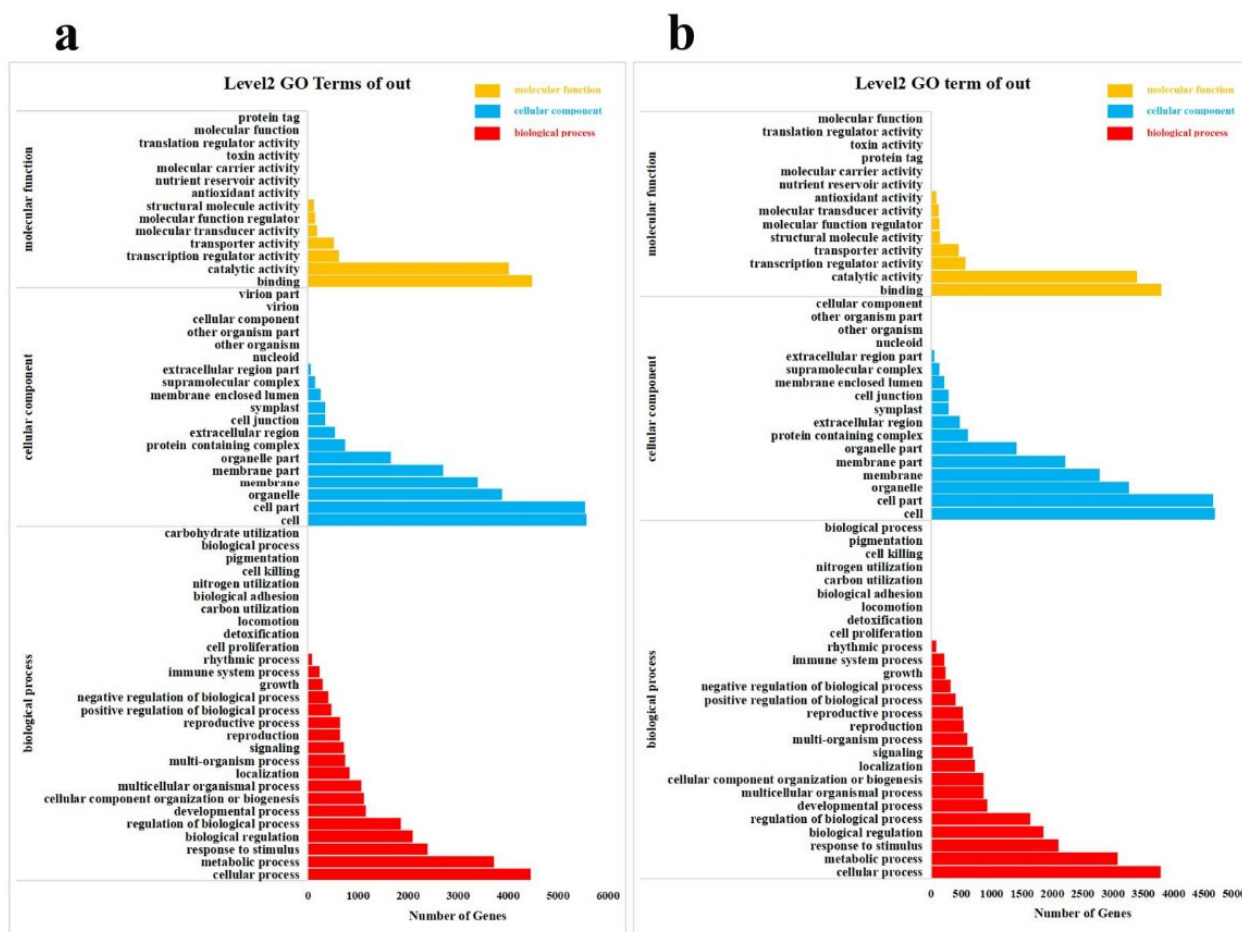 a
Level2 GO Terms of out
molecular function
cellular component
biological process
molecular function
protein tag
molecular function
translation regulator activity
toxin activity
molecular carrier activity
nutrient reservoir activity
antioxidant activity
structural molecule activity
molecular function regulator
molecular transducer activity
transporter activity
transcription regulator activity
catalytic activity
binding
cellular component
virion part
virion
cellular component
other organism part
other organism
nucleoid
extracellular region part
supramolecular complex
membrane enclosed lumen
symplast
cell junction
extracellular region
protein containing complex
organelle part
membrane part
membrane
organelle
cell part
cell
biological process
carbohydrate utilization
biological process
pigmentation
cell killing
nitrogen utilization
biological adhesion
carbon utilization
locomotion
detoxification
cell proliferation
rhythmic process
immune system process
growth
negative regulation of biological process
positive regulation of biological process
reproductive process
reproduction
signaling
multi-organism process
localization
multicellular organismal process
cellular component organization or biogenesis
developmental process
regulation of biological process
biological regulation
response to stimulus
metabolic process
cellular process
0 1000 2000 3000 4000 5000 6000
Number of Genes
b
Level2 GO term of out
molecular function
cellular component
biological process
molecular function
molecular function
translation regulator activity
toxin activity
protein tag
molecular carrier activity
nutrient reservoir activity
antioxidant activity
molecular transducer activity
molecular function regulator
structural molecule activity
transporter activity
transcription regulator activity
catalytic activity
binding
cellular component
cellular component
other organism part
other organism
nucleoid
extracellular region part
supramolecular complex
membrane enclosed lumen
cell junction
symplast
extracellular region
protein containing complex
organelle part
membrane part
membrane
organelle
cell part
cell
biological process
biological process
pigmentation
cell killing
nitrogen utilization
carbon utilization
biological adhesion
locomotion
detoxification
cell proliferation
rhythmic process
immune system process
growth
negative regulation of biological process
positive regulation of biological process
reproductive process
reproduction
multi-organism process
signaling
localization
cellular component organization or biogenesis
multicellular organismal process
developmental process
regulation of biological process
biological regulation
response to stimulus
metabolic process
cellular process
0 500 1000 1500 2000 2500 3000 3500 4000 4500 5000
Number of Genes